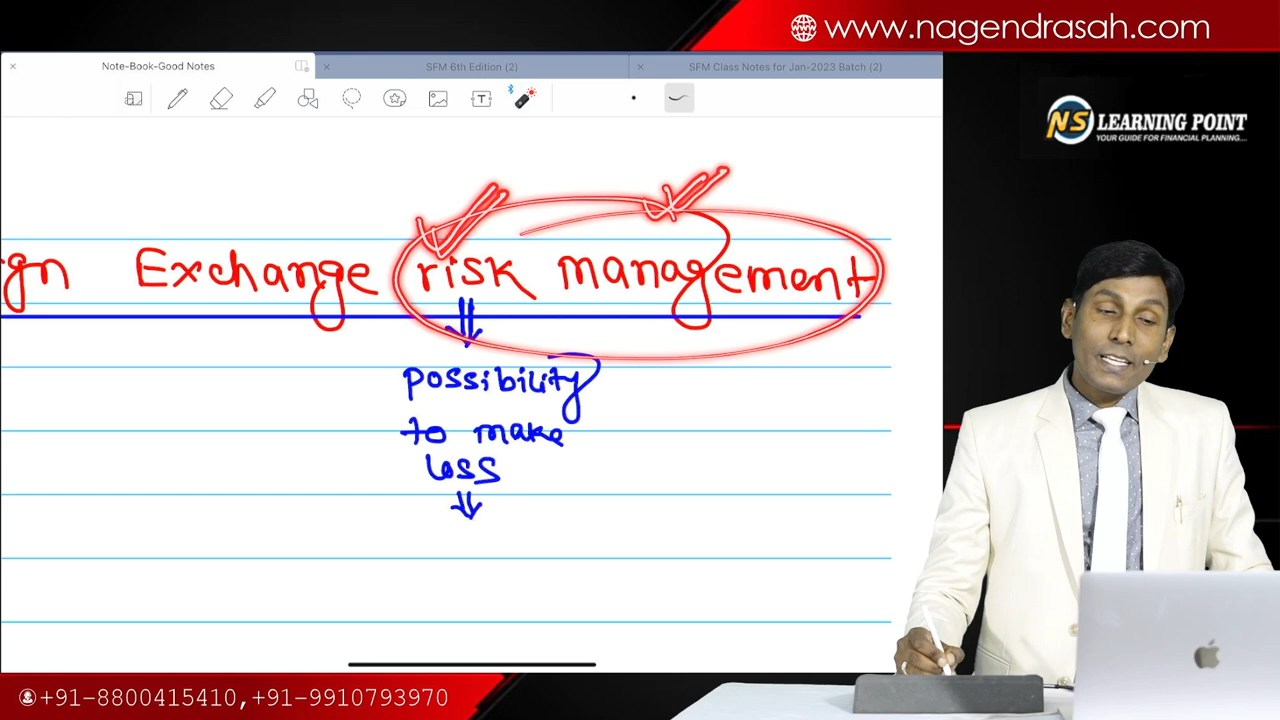 www.nagendrasah.com
Note-Book-Good Notes
SFM 6th Edition (2)
SFM Class Notes for Jan-2023 Batch (2)
NS LEARNING POINT
YOUR GUIDE FOR FINANCIAL PLANNING....
ign Exchange risk management
possibility
to make
loss
+91-8800415410,+91-9910793970